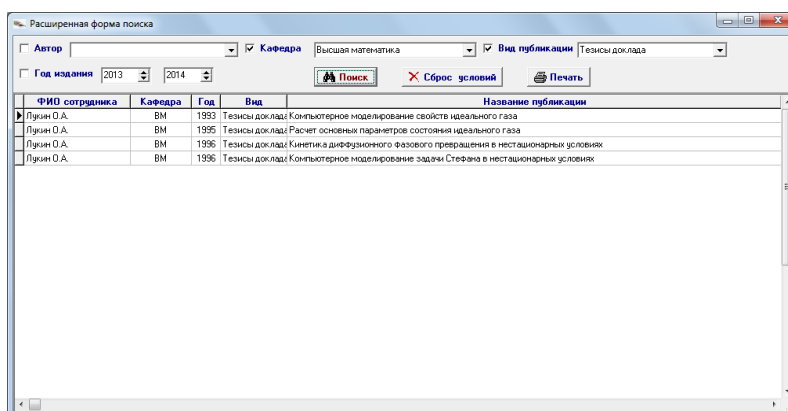 Расширенная форма поиска
Автор Кафедра Высшая математика Вид публикации Тезисы доклада
Год издания 2013 2014 Поиск Сброс условий Печать
ФИО сотрудника Кафедра Год Вид Название публикации
Лукин О.А. ВМ 1993 Тезисы доклада Компьютерное моделирование свойств идеального газа
Лукин О.А. ВМ 1995 Тезисы доклада Расчет основных параметров состояния идеального газа
Лукин О.А. ВМ 1996 Тезисы доклада Кинетика диффузионного фазового превращения в нестационарных условиях
Лукин О.А. ВМ 1996 Тезисы доклада Компьютерное моделирование задачи Стефана в нестационарных условиях